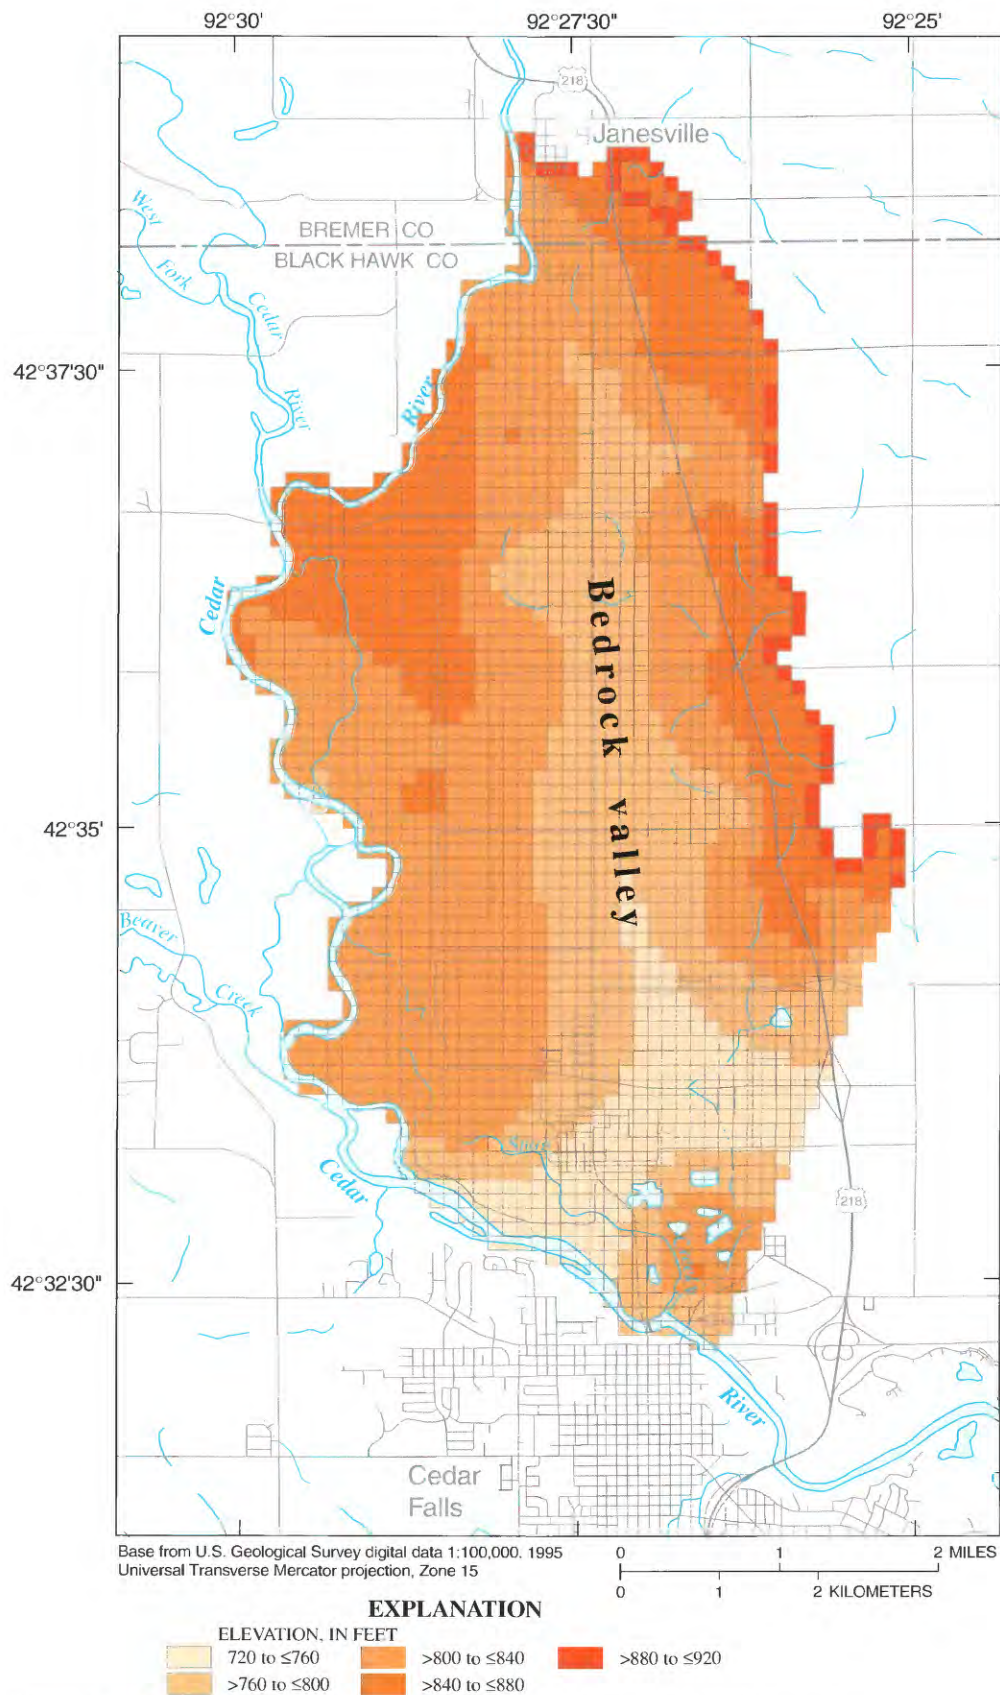 92°30'
92°27'30"
92°25'
218
Janesville
West
Fork
Cedar
River
BREMER CO
BLACK HAWK CO
42°37'30"
River
Cedar
Bedrock valley
42°35'
Beaver
Creek
Cedar
218
42°32'30"
River
Cedar
Falls
Base from U.S. Geological Survey digital data 1:100,000, 1995
Universal Transverse Mercator projection, Zone 15
0 1 2 MILES
0 1 2 KILOMETERS
EXPLANATION
ELEVATION, IN FEET
720 to ≤760
>800 to ≤840
>880 to ≤920
>760 to ≤800
>840 to ≤880